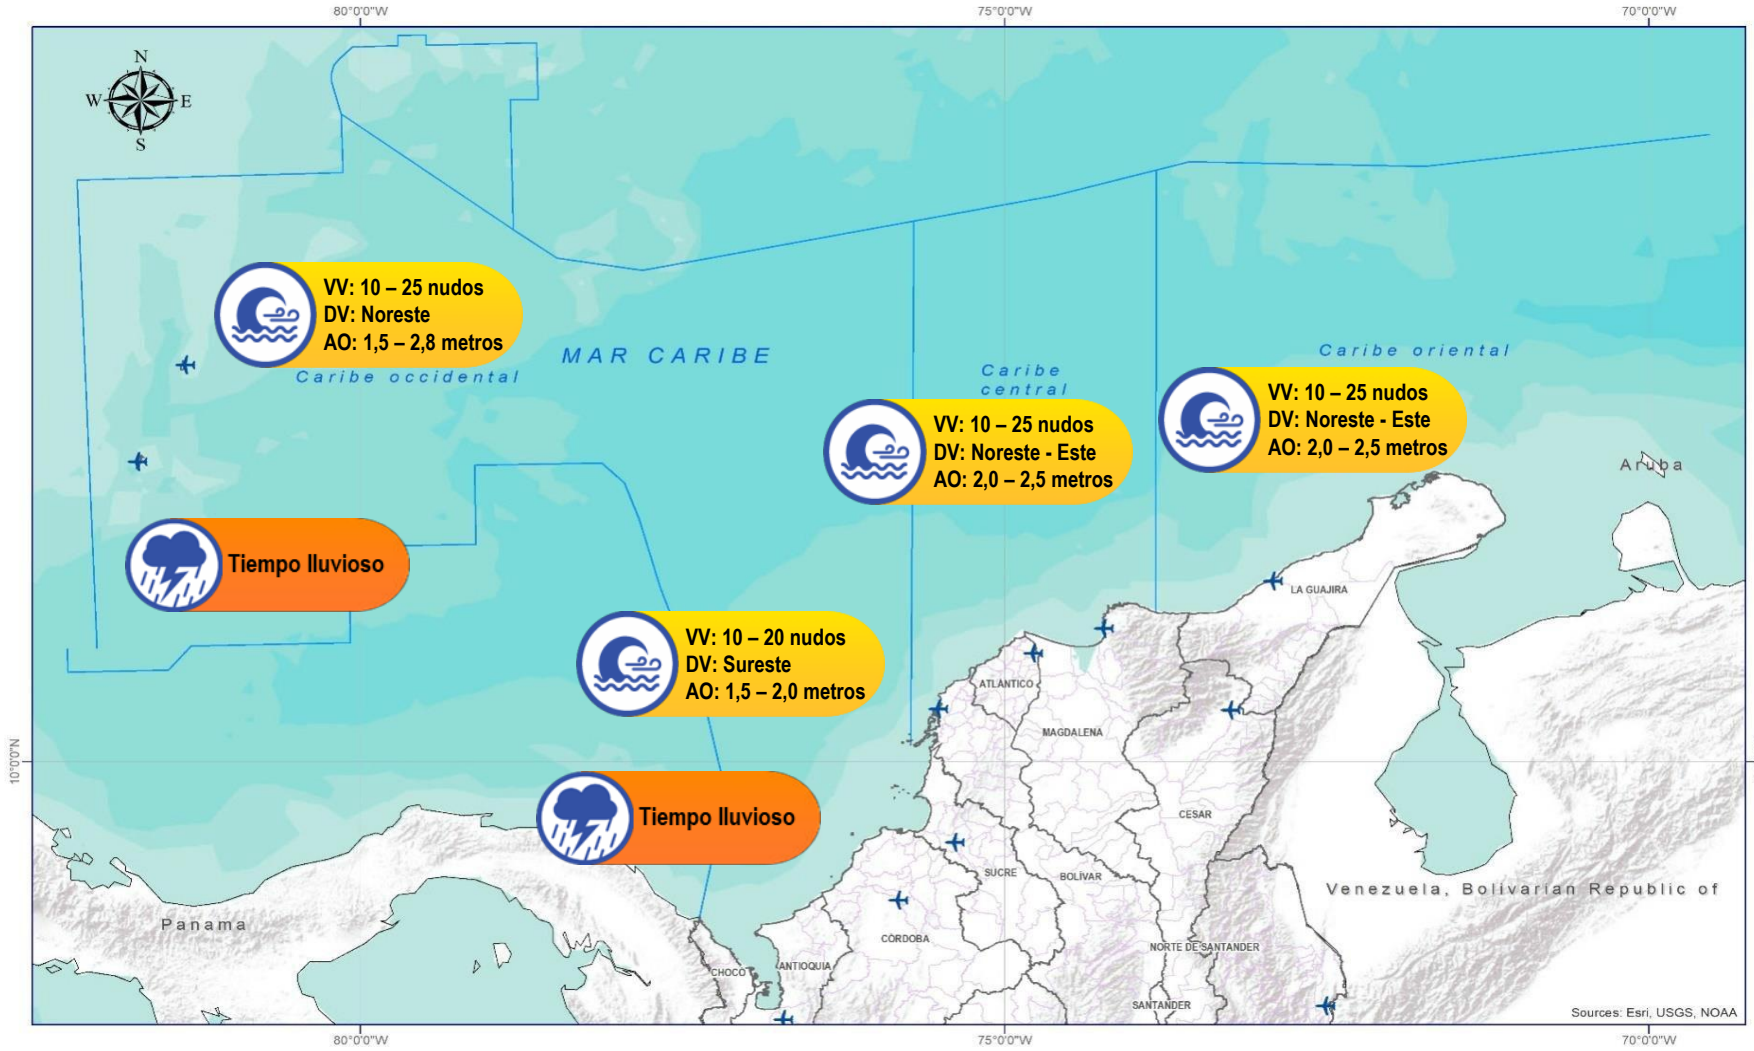 80°0'0"W
75°0'0"W
70°0'0"W
N
W
E
S
VV: 10 – 25 nudos
DV: Noreste
AO: 1,5 – 2,8 metros
MAR CARIBE
Caribe occidental
Caribe
central
Caribe oriental
VV: 10 – 25 nudos
DV: Noreste - Este
AO: 2,0 – 2,5 metros
VV: 10 – 25 nudos
DV: Noreste - Este
AO: 2,0 – 2,5 metros
Aruba
Tiempo lluvioso
LA GUAJIRA
VV: 10 – 20 nudos
DV: Sureste
AO: 1,5 – 2,0 metros
ATLÁNTICO
MAGDALENA
10°0'0"N
Tiempo lluvioso
CESAR
SUCRE
BOLÍVAR
Venezuela, Bolivarian Republic of
Panama
CÓRDOBA
NORTE DE SANTANDER
CHOCÓ
ANTIOQUIA
SANTANDER
Sources: Esri, USGS, NOAA
80°0'0"W
75°0'0"W
70°0'0"W